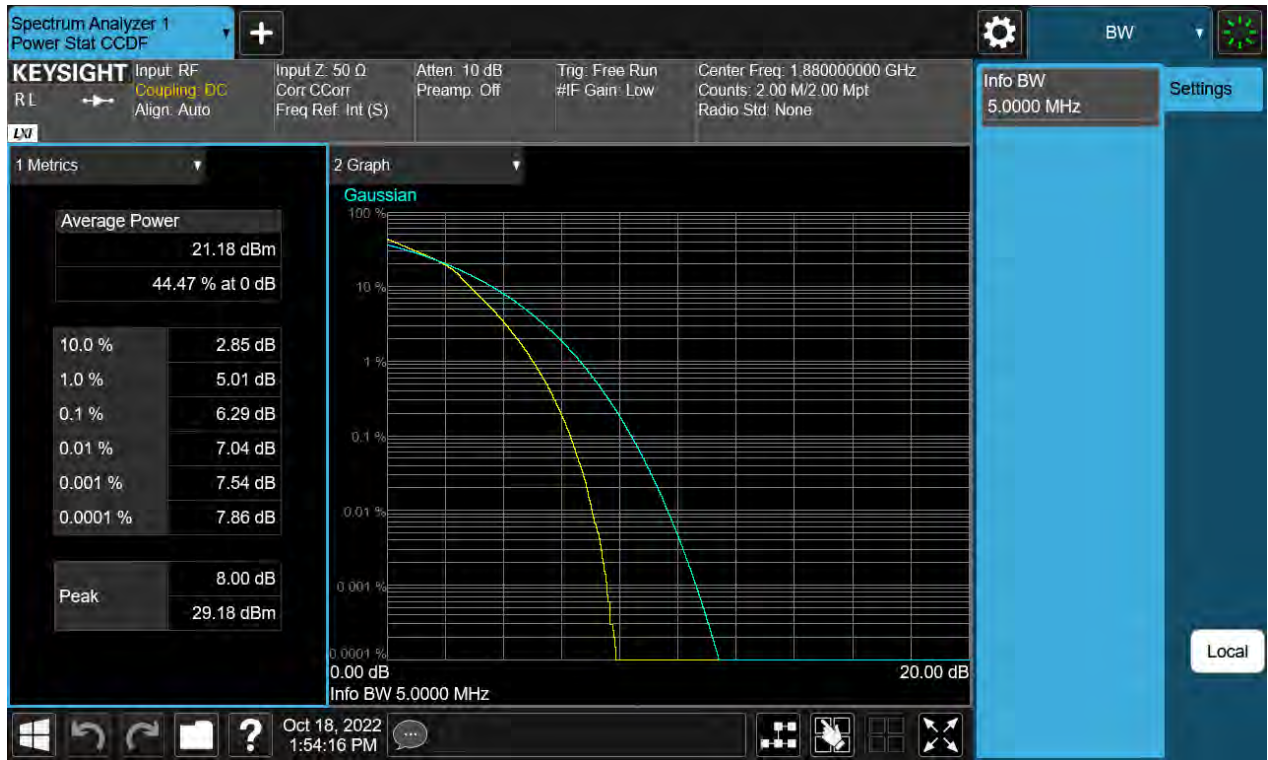 Spectrum Analyzer 1
Power Stat CCDF
BW
KEYSIGHT
RL
LXI
Input: RF
Coupling: DC
Align: Auto
Input Z: 50 Ω
Corr CCorr
Freq Ref: Int (S)
Atten: 10 dB
Preamp: Off
Trig: Free Run
#IF Gain: Low
Center Freq: 1.880000000 GHz
Counts: 2.00 M/2.00 Mpt
Radio Std: None
Info BW
5.0000 MHz
Settings
1 Metrics
Average Power
21.18 dBm
44.47 % at 0 dB
10.0 % 2.85 dB
1.0 % 5.01 dB
0.1 % 6.29 dB
0.01 % 7.04 dB
0.001 % 7.54 dB
0.0001 % 7.86 dB
Peak
8.00 dB
29.18 dBm
2 Graph
Gaussian
100 %
10 %
1 %
0.1 %
0.01 %
0.001 %
0.0001 %
0.00 dB 20.00 dB
Info BW 5.0000 MHz
Local
?
Oct 18, 2022
1:54:16 PM